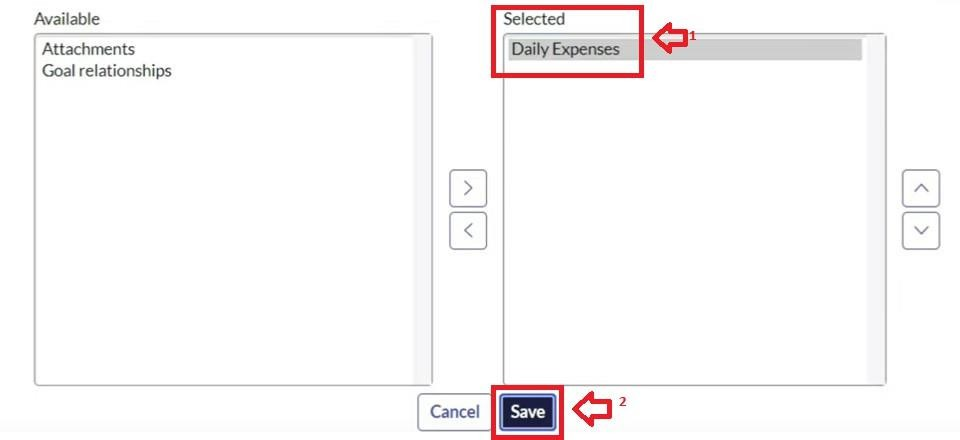 Available
Selected
Attachments
Goal relationships
Daily Expenses
1
>
<
Cancel
Save
2